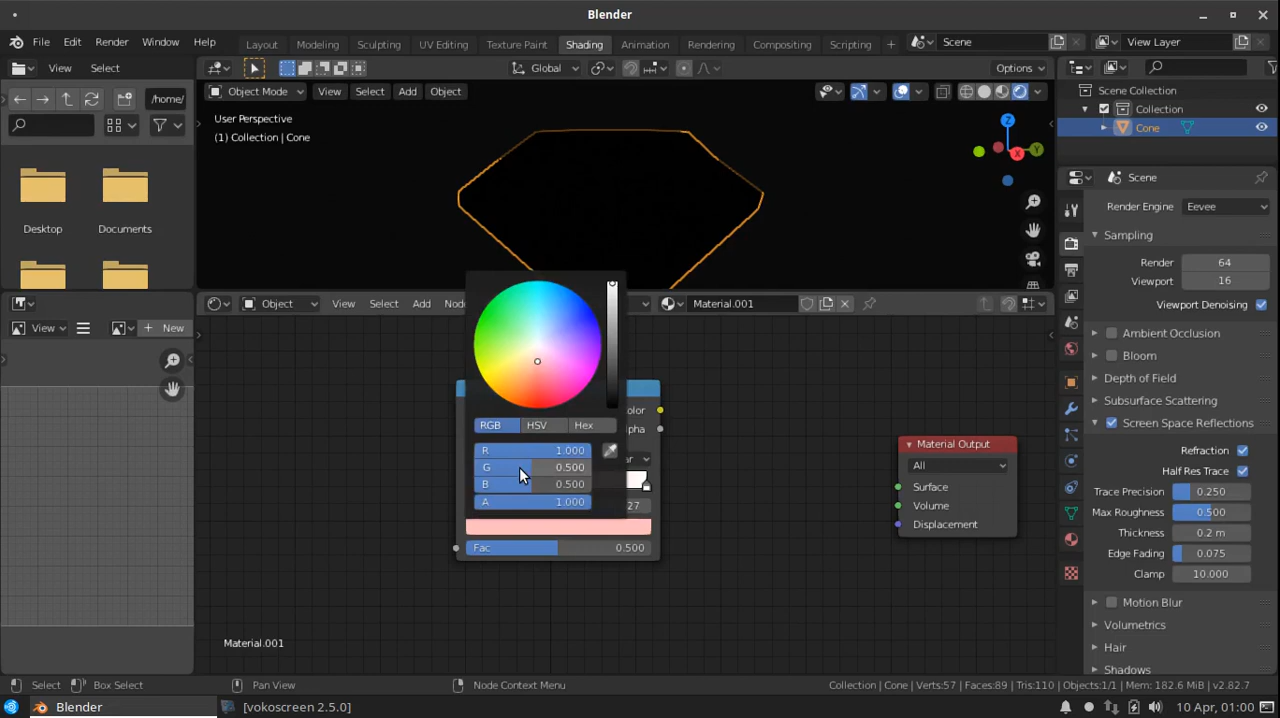 Blender
File Edit Render Window Help Layout Modeling Sculpting UV Editing Texture Paint Shading Animation Rendering Compositing Scripting Scene View Layer
View Select Global Options
Object Mode View Select Add Object
Scene Collection
Collection
Cone
/home/
User Perspective
(1) Collection | Cone
Z
Y
X
Desktop Documents
Scene
Render Engine Eevee
Sampling
Render 64
Viewport 16
Viewport Denoising
Ambient Occlusion
Bloom
Depth of Field
Subsurface Scattering
Screen Space Reflections
Refraction
Half Res Trace
Trace Precision 0.250
Max Roughness 0.500
Thickness 0.2 m
Edge Fading 0.075
Clamp 10.000
Motion Blur
Volumetrics
Hair
Shadows
View New
Object View Select Add Node Material.001
RGB HSV Hex
R 1.000
G 0.500
B 0.500
A 1.000
olor
lpha
ar
27
Fac 0.500
Material Output
All
Surface
Volume
Displacement
Material.001
Select Box Select Pan View Node Context Menu Collection | Cone | Verts:57 | Faces:89 | Tris:110 | Objects:1/1 | Mem: 182.6 MiB | v2.82.7
Blender [vokoscreen 2.5.0] 10 Apr, 01:00